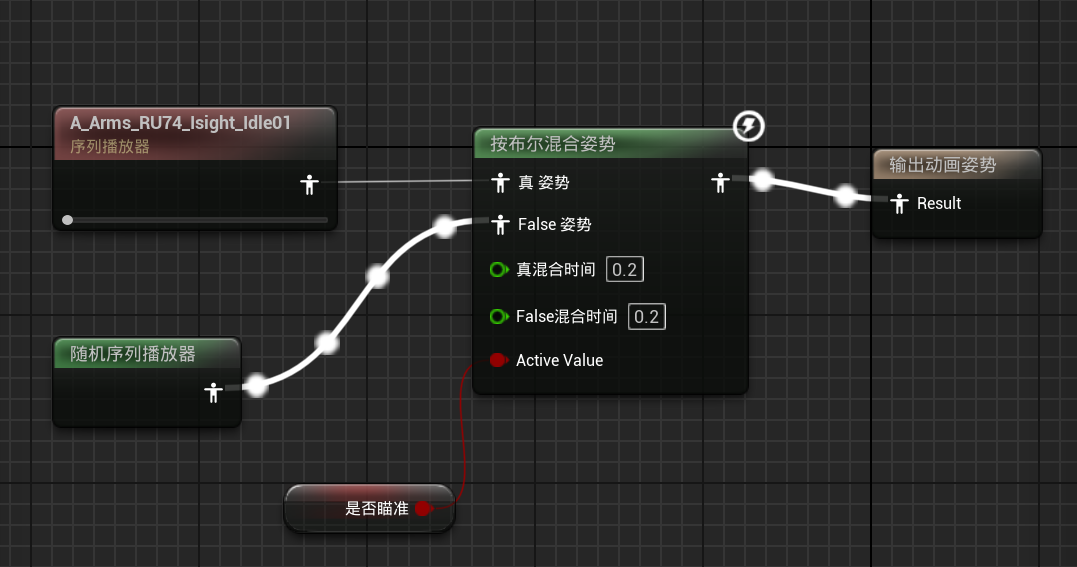 A_Arms_RU74_Isight_Idle01
序列播放器
随机序列播放器
是否瞄准
按布尔混合姿势
真 姿势
False 姿势
真混合时间 0.2
False混合时间 0.2
Active Value
输出动画姿势
Result